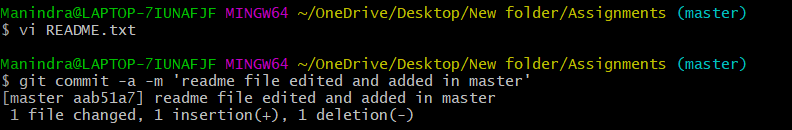 Manindra@LAPTOP-7IUNAFJF MINGW64 ~/OneDrive/Desktop/New folder/Assignments (master)
$ vi README.txt
Manindra@LAPTOP-7IUNAFJF MINGW64 ~/OneDrive/Desktop/New folder/Assignments (master)
$ git commit -a -m 'readme file edited and added in master'
[master aab51a7] readme file edited and added in master
 1 file changed, 1 insertion(+), 1 deletion(-)